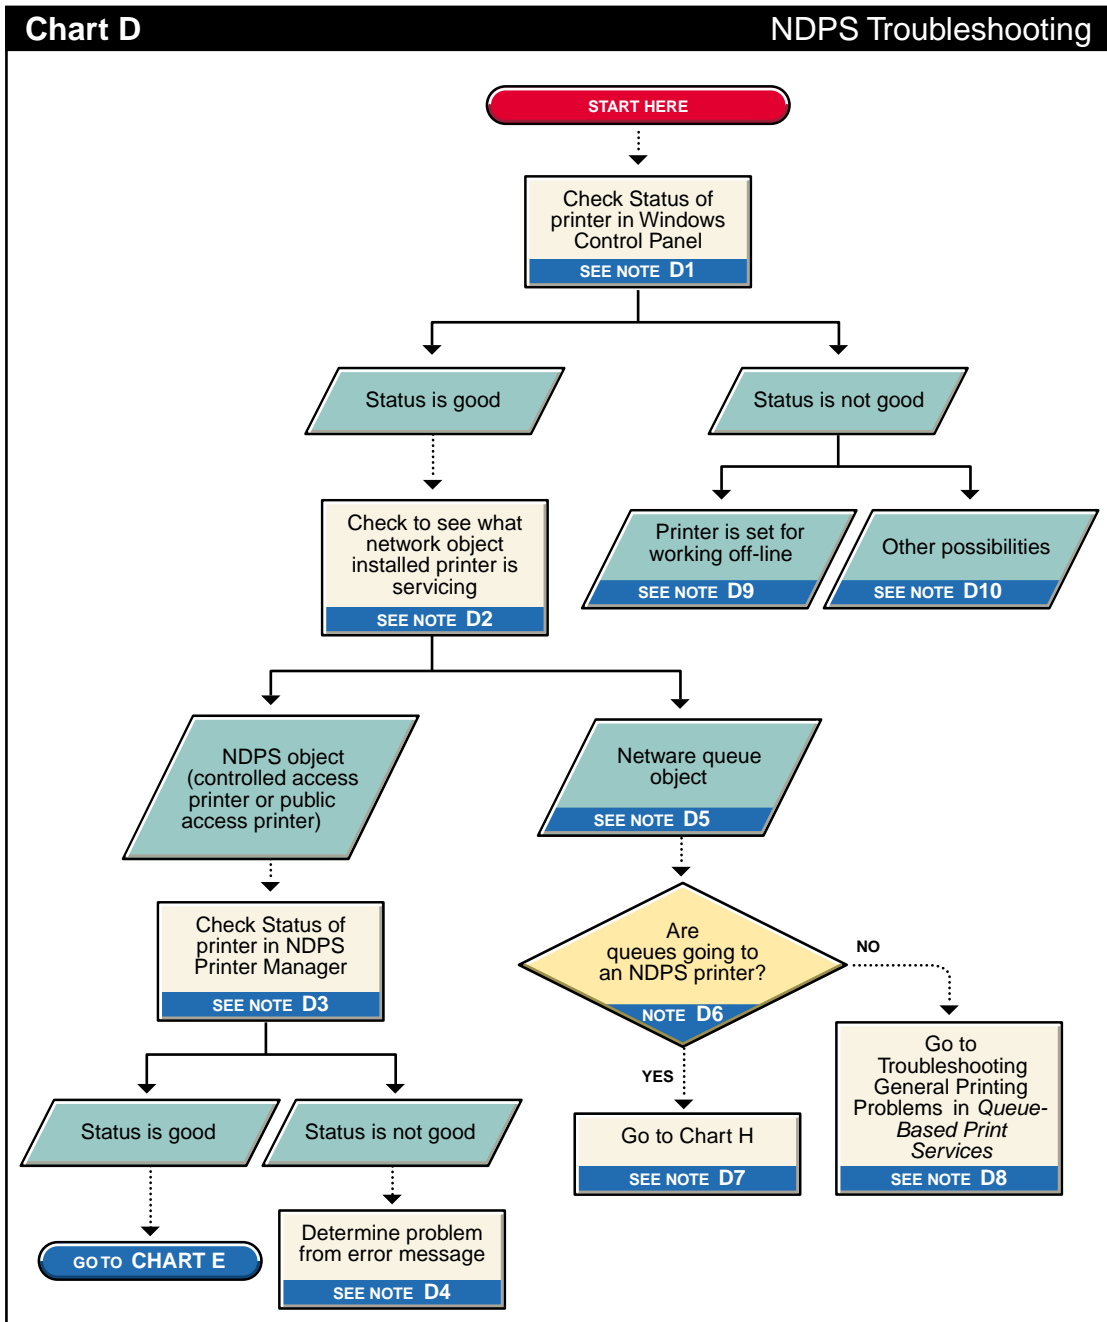 Chart D
NDPS Troubleshooting
START HERE
Check Status of
printer in Windows
Control Panel
SEE NOTE D1
Status is good
Status is not good
Check to see what
network object
installed printer is
servicing
SEE NOTE D2
Printer is set for
working off-line
SEE NOTE D9
Other possibilities
SEE NOTE D10
NDPS object
(controlled access
printer or public
access printer)
Netware queue
object
SEE NOTE D5
Check Status of
printer in NDPS
Printer Manager
SEE NOTE D3
Are
queues going to
an NDPS printer?
NOTE D6
NO
YES
Go to
Troubleshooting
General Printing
Problems in Queue-
Based Print
Services
SEE NOTE D8
Status is good
Status is not good
Go to Chart H
SEE NOTE D7
GO TO CHART E
Determine problem
from error message
SEE NOTE D4